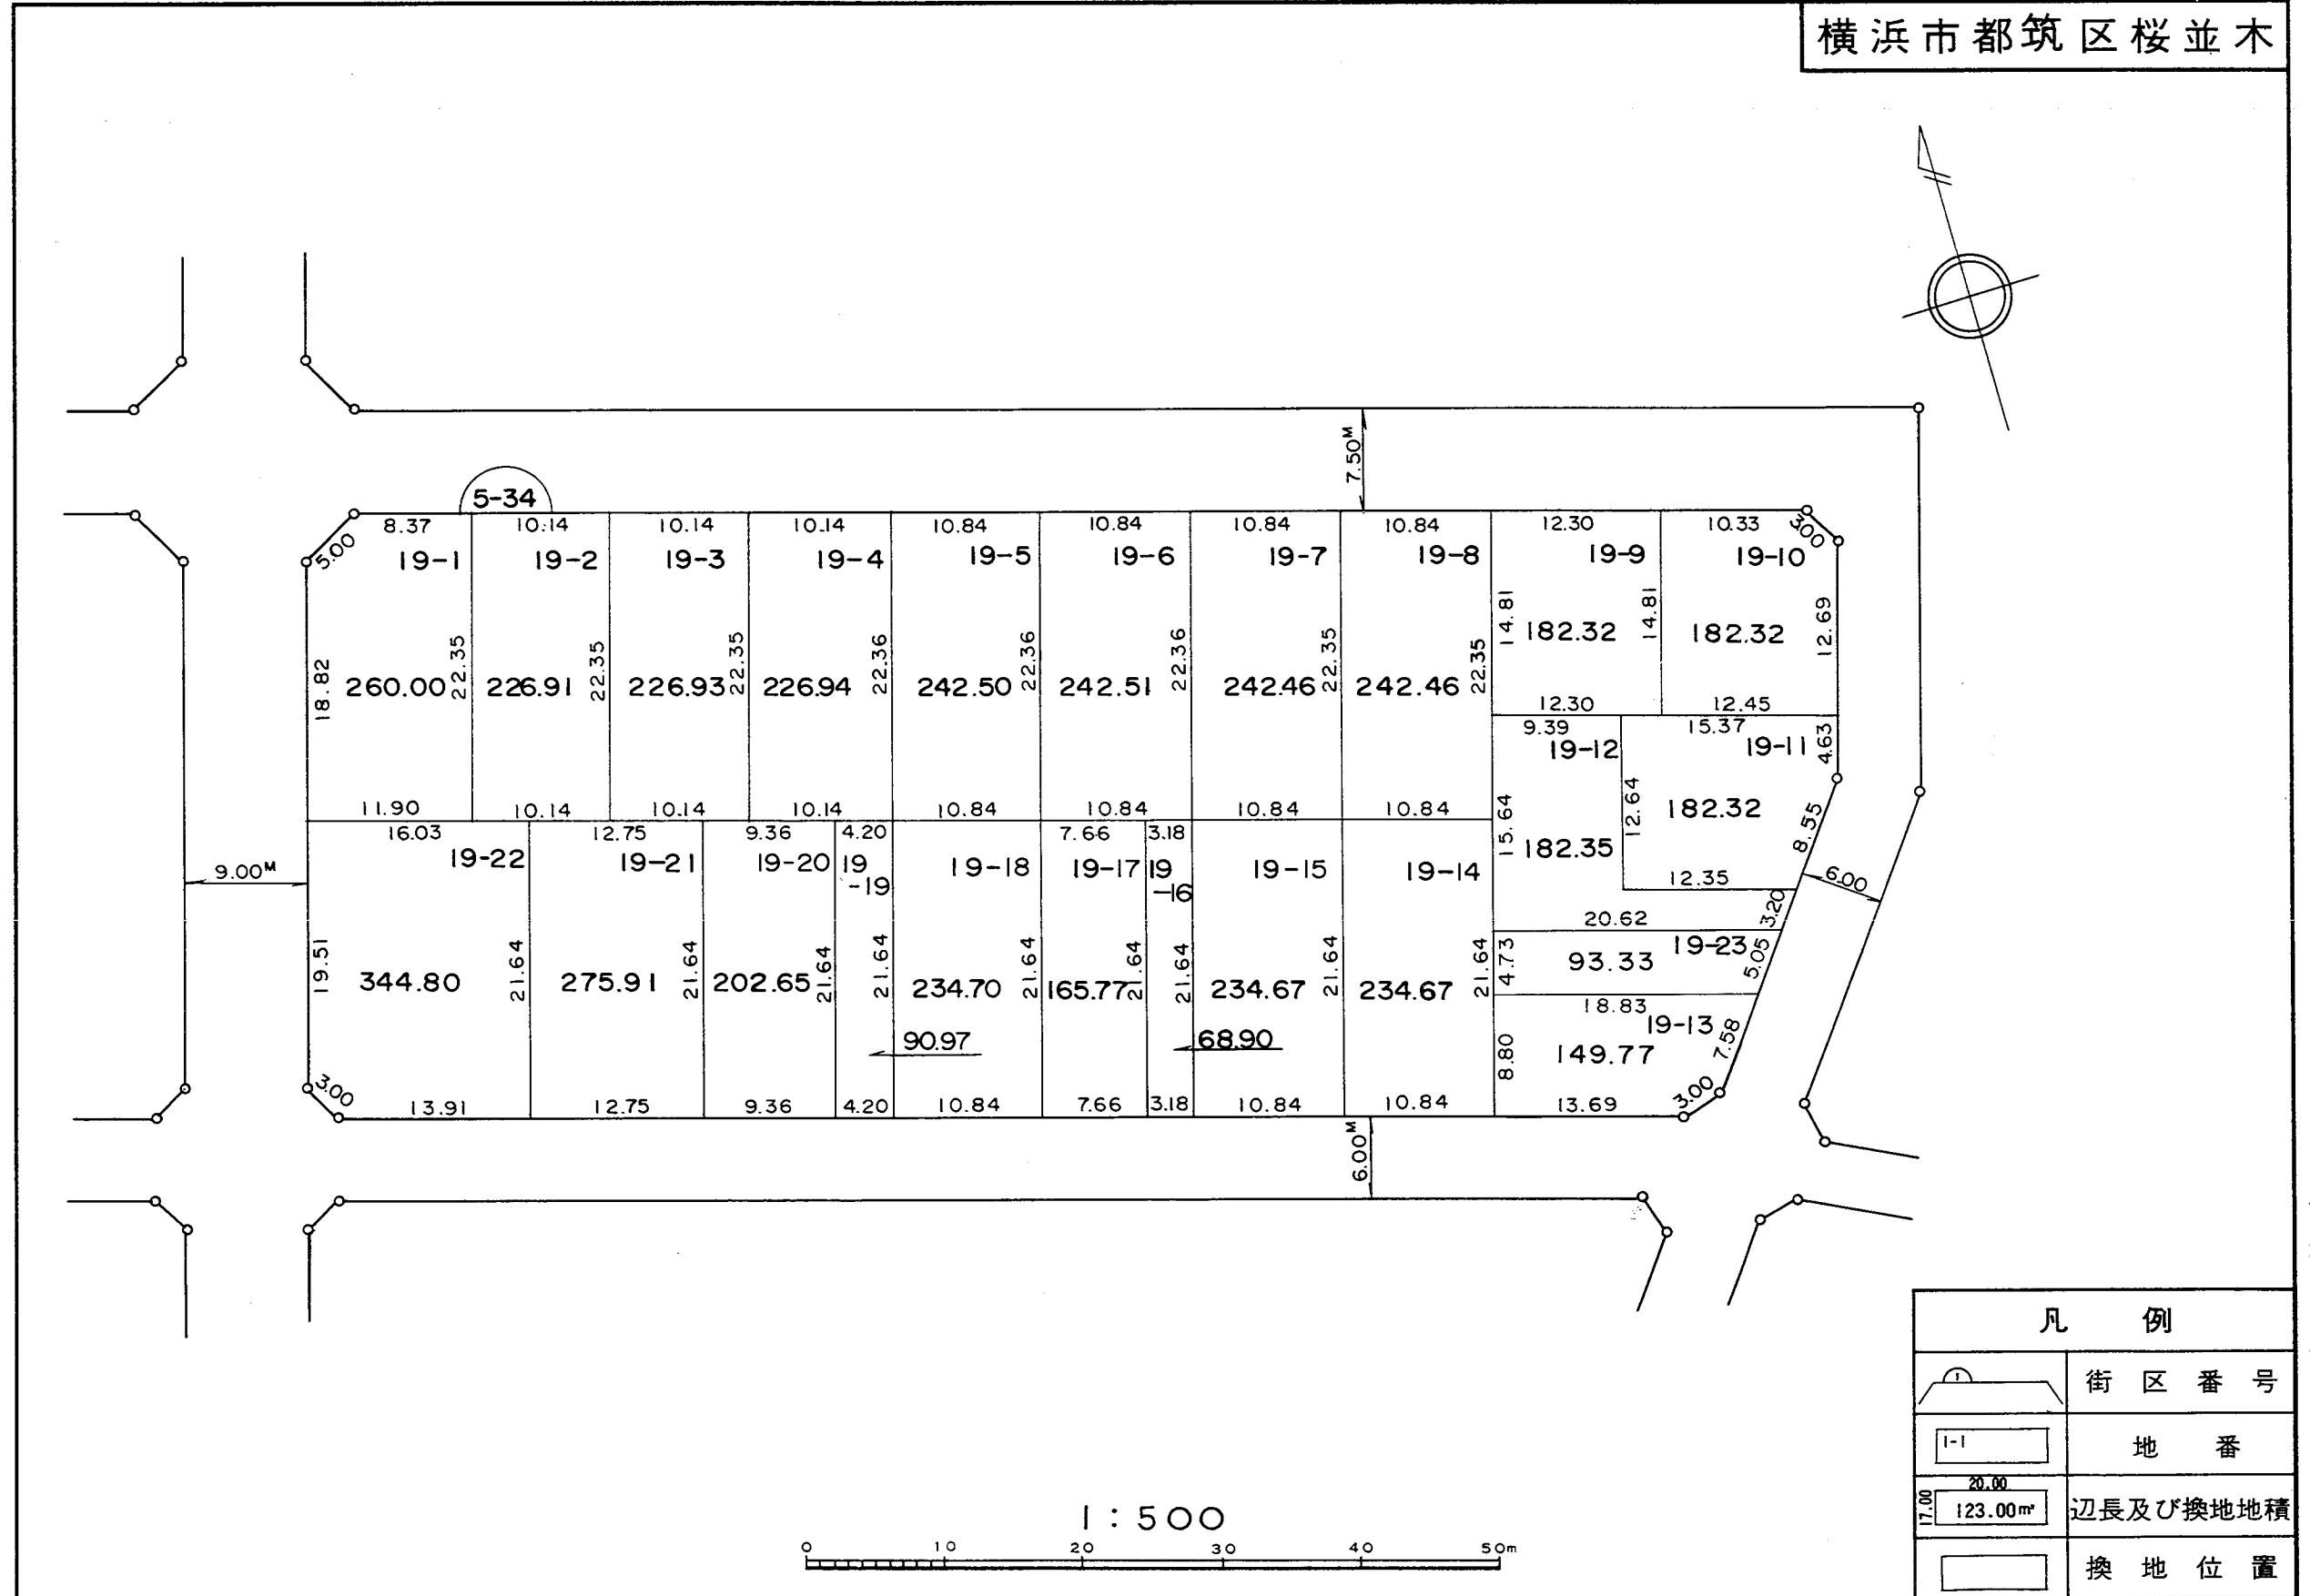 横浜市都筑区桜並木
7.50M
5-34
8.37 10.14 10.14 10.14 10.84 10.84 10.84 10.84 12.30 10.33 3.00
5.00
19-1 19-2 19-3 19-4 19-5 19-6 19-7 19-8 19-9 19-10
18.82 22.35 22.35 22.35 22.36 22.36 22.36 22.35 22.35 14.81 14.81 12.69
260.00 226.91 226.93 226.94 242.50 242.51 242.46 242.46 182.32 182.32
12.30 12.45
9.39 15.37
19-12 19-11 4.63
11.90 10.14 10.14 10.14 10.84 10.84 10.84 10.84
15.64 12.64 182.32 8.55
182.35
12.35 6.00
20.62 3.20
16.03 12.75 9.36 4.20 7.66 3.18
9.00M
19-22 19-21 19-20 19
-19 19-18 19-17 19
-16 19-15 19-14
19.51 21.64 21.64 21.64 21.64 21.64 21.64 21.64 21.64 21.64
344.80 275.91 202.65 234.70 165.77 234.67 234.67
90.97 68.90
4.73 93.33 19-23 5.05
18.83
19-13
8.80 149.77 7.58
3.00
3.00
13.91 12.75 9.36 4.20 10.84 7.66 3.18 10.84 10.84 13.69
6.00M
1:500
0 10 20 30 40 50m
凡 例
1 街区番号
1-1 地番
20.00
17.00 123.00㎡ 辺長及び換地地積
換地位置